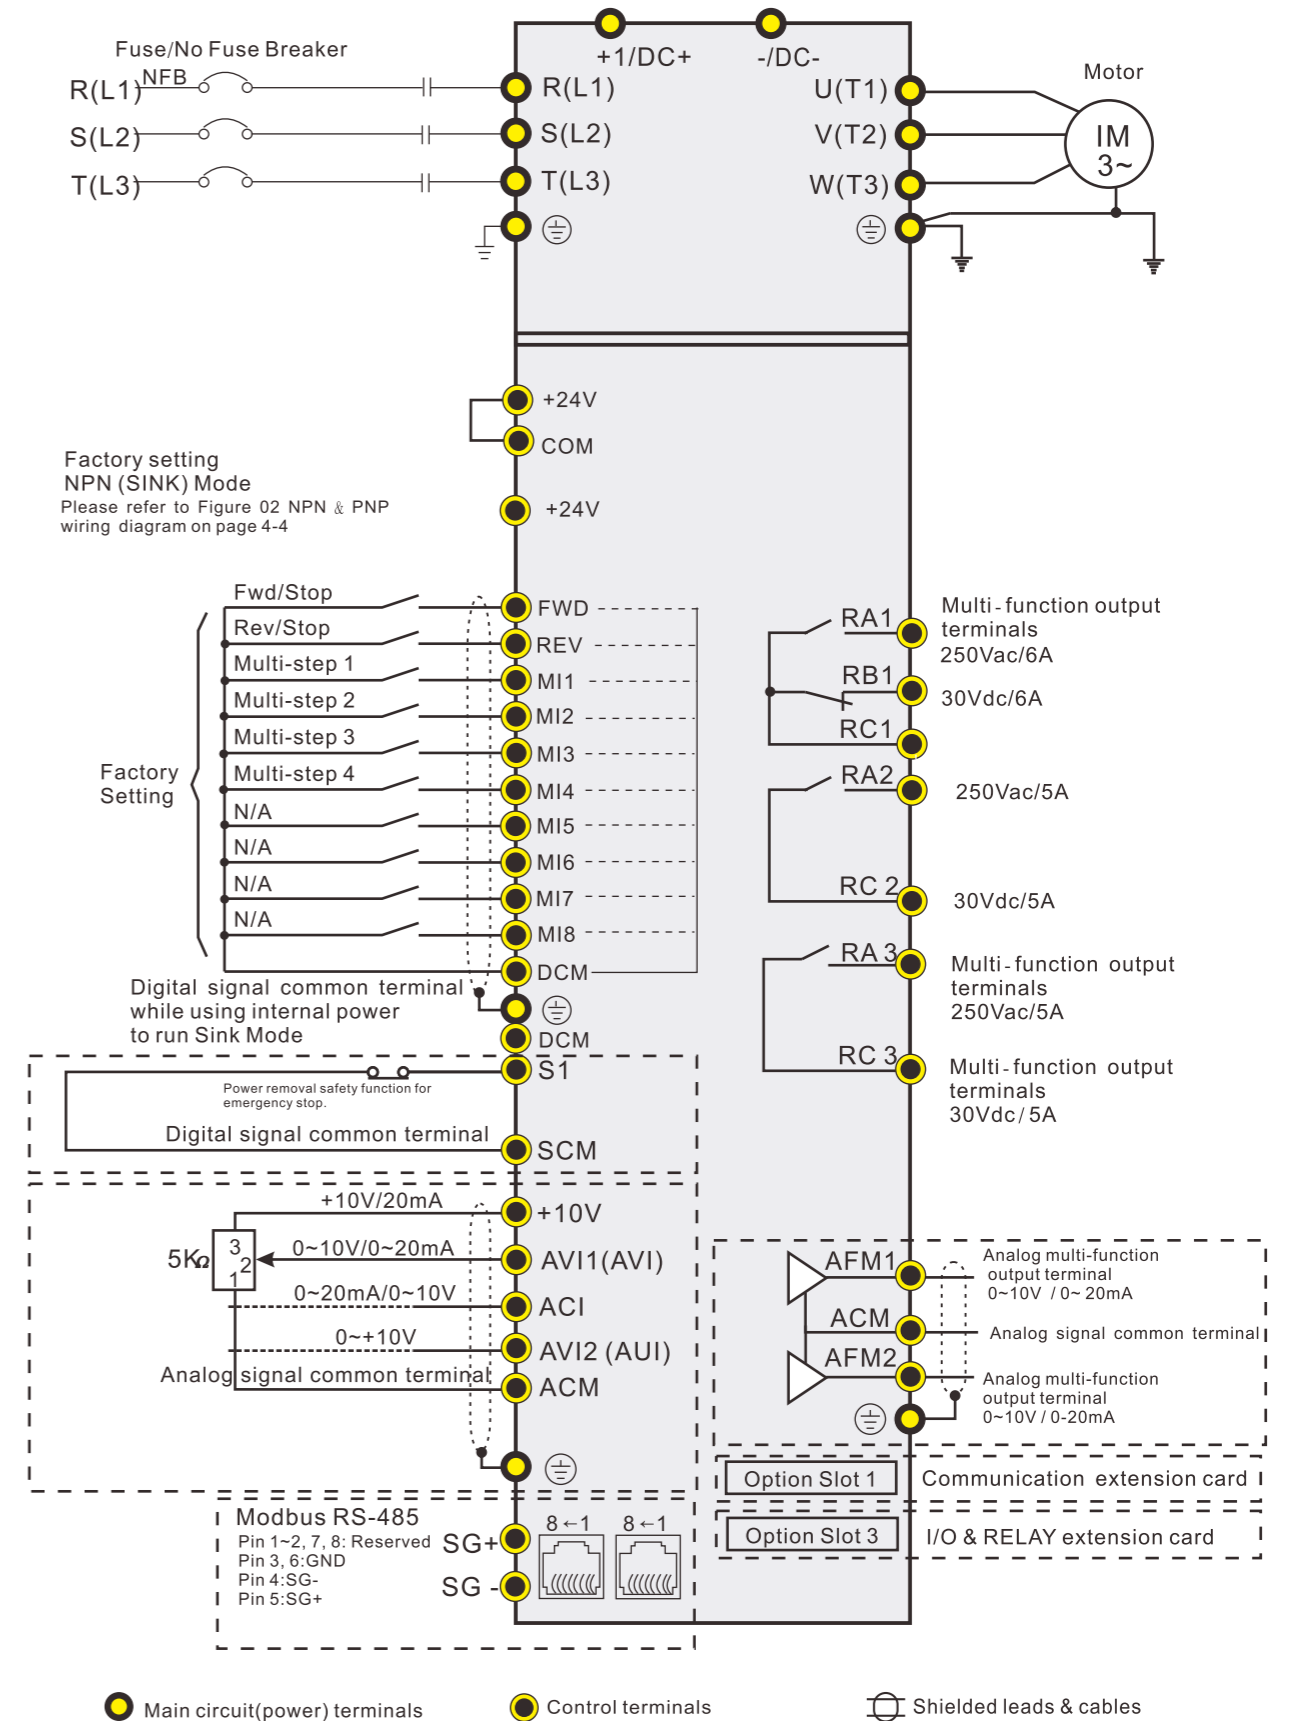 +1/DC+ -/DC-
Fuse/No Fuse Breaker
NFB
R(L1) R(L1) U(T1) Motor
S(L2) S(L2) V(T2) IM
3~
T(L3) T(L3) W(T3)
+24V
COM
Factory setting
NPN (SINK) Mode
Please refer to Figure 02 NPN & PNP
wiring diagram on page 4-4
+24V
Factory
Setting
Fwd/Stop FWD
Rev/Stop REV
Multi-step 1 MI1
Multi-step 2 MI2
Multi-step 3 MI3
Multi-step 4 MI4
N/A MI5
N/A MI6
N/A MI7
N/A MI8
DCM
Digital signal common terminal
while using internal power
to run Sink Mode
DCM
RA1
Multi-function output
terminals
250Vac/6A
RB1
30Vdc/6A
RC1
RA2
250Vac/5A
RC 2
30Vdc/5A
RA 3
Multi-function output
terminals
250Vac/5A
RC 3
Multi-function output
terminals
30Vdc/5A
S1
Power removal safety function for
emergency stop.
Digital signal common terminal
SCM
+10V/20mA +10V
5KΩ
3
2
1
0~10V/0~20mA AVI1(AVI)
0~20mA/0~10V ACI
0~+10V AVI2 (AUI)
Analog signal common terminal ACM
AFM1
Analog multi-function
output terminal
0~10V / 0~ 20mA
ACM
Analog signal common terminal
AFM2
Analog multi-function
output terminal
0~10V / 0-20mA
Option Slot 1 Communication extension card
Option Slot 3 I/O & RELAY extension card
Modbus RS-485
Pin 1~2, 7, 8: Reserved
Pin 3, 6:GND
Pin 4:SG-
Pin 5:SG+
SG+
SG -
8←1 8←1
Main circuit(power) terminals Control terminals Shielded leads & cables